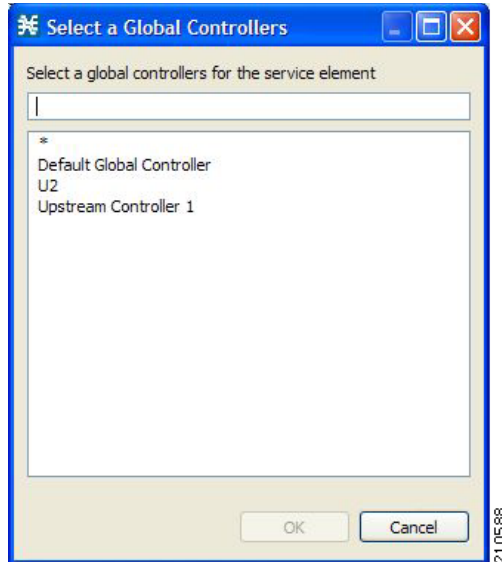 Select a Global Controllers
Select a global controllers for the service element
*
Default Global Controller
U2
Upstream Controller 1
OK
Cancel
210588